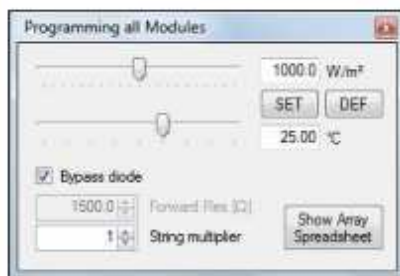 Programming all Modules
1000.0 W/m²
SET DEF
25.00 °C
Bypass diode
1500.0 Forward Res [Ω]
1 String multiplier
Show Array
Spreadsheet